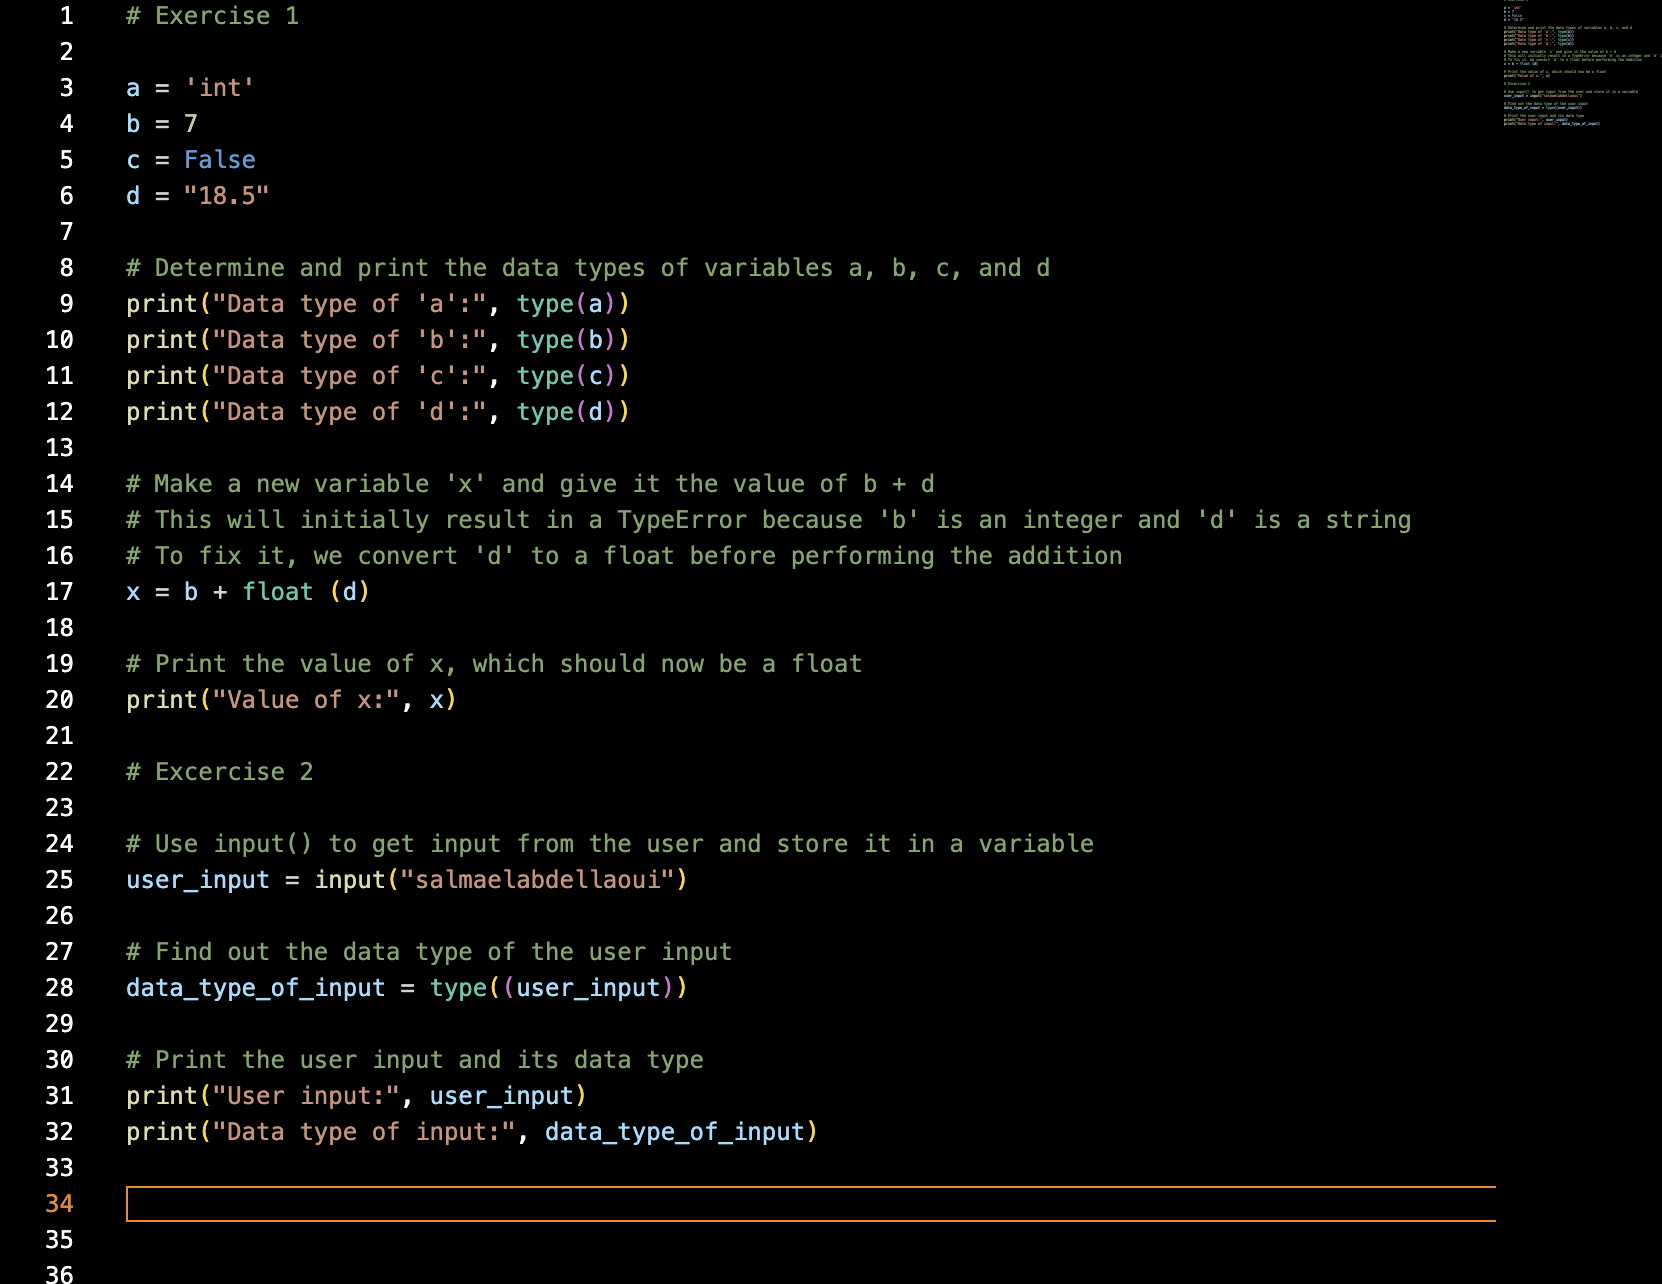 1 # Exercise 1
2
3 a = 'int'
4 b = 7
5 c = False
6 d = "18.5"
7
8 # Determine and print the data types of variables a, b, c, and d
9 print("Data type of 'a':", type(a))
10 print("Data type of 'b':", type(b))
11 print("Data type of 'c':", type(c))
12 print("Data type of 'd':", type(d))
13
14 # Make a new variable 'x' and give it the value of b + d
15 # This will initially result in a TypeError because 'b' is an integer and 'd' is a string
16 # To fix it, we convert 'd' to a float before performing the addition
17 x = b + float (d)
18
19 # Print the value of x, which should now be a float
20 print("Value of x:", x)
21
22 # Excercise 2
23
24 # Use input() to get input from the user and store it in a variable
25 user_input = input("salmaelabdellaoui")
26
27 # Find out the data type of the user input
28 data_type_of_input = type((user_input))
29
30 # Print the user input and its data type
31 print("User input:", user_input)
32 print("Data type of input:", data_type_of_input)
33
34
35
36